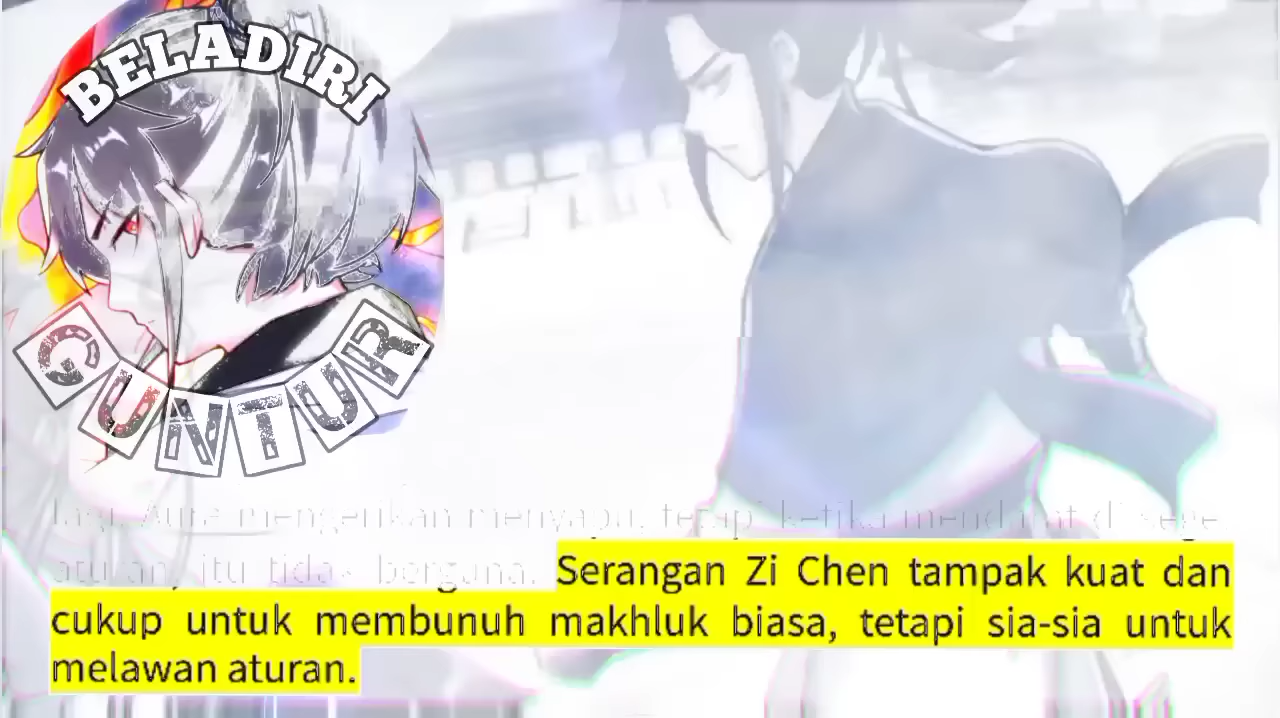 BELADIRI
GUNTUR
lagi. Aura mengerikan menyapu, tetapi ketika mendarat di segel
aturan, itu tidak berguna. Serangan Zi Chen tampak kuat dan
cukup untuk membunuh makhluk biasa, tetapi sia-sia untuk
melawan aturan.